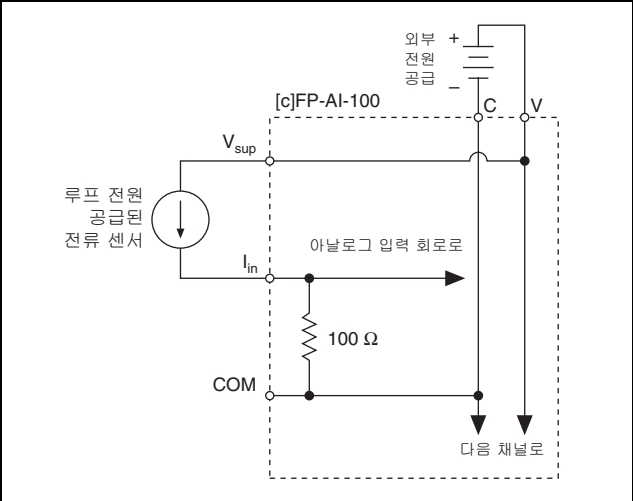 외부
전원
공급
+
–
[c]FP-AI-100
C
V
Vsup
루프 전원
공급된
전류 센서
아날로그 입력 회로로
Iin
100 Ω
COM
다음 채널로